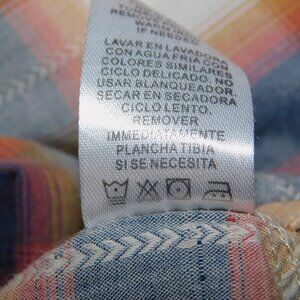 REMOVE
IF NEEDED
LAVAR EN LAVADORA
CON AGUA FRIA CON
COLORES SIMILARES
CICLO DELICADO. NO
USAR BLANQUEADOR.
SECAR EN SECADORA
CICLO LENTO.
REMOVER
IMMEDIATAMENTE
PLANCHA TIBIA
SI SE NECESITA